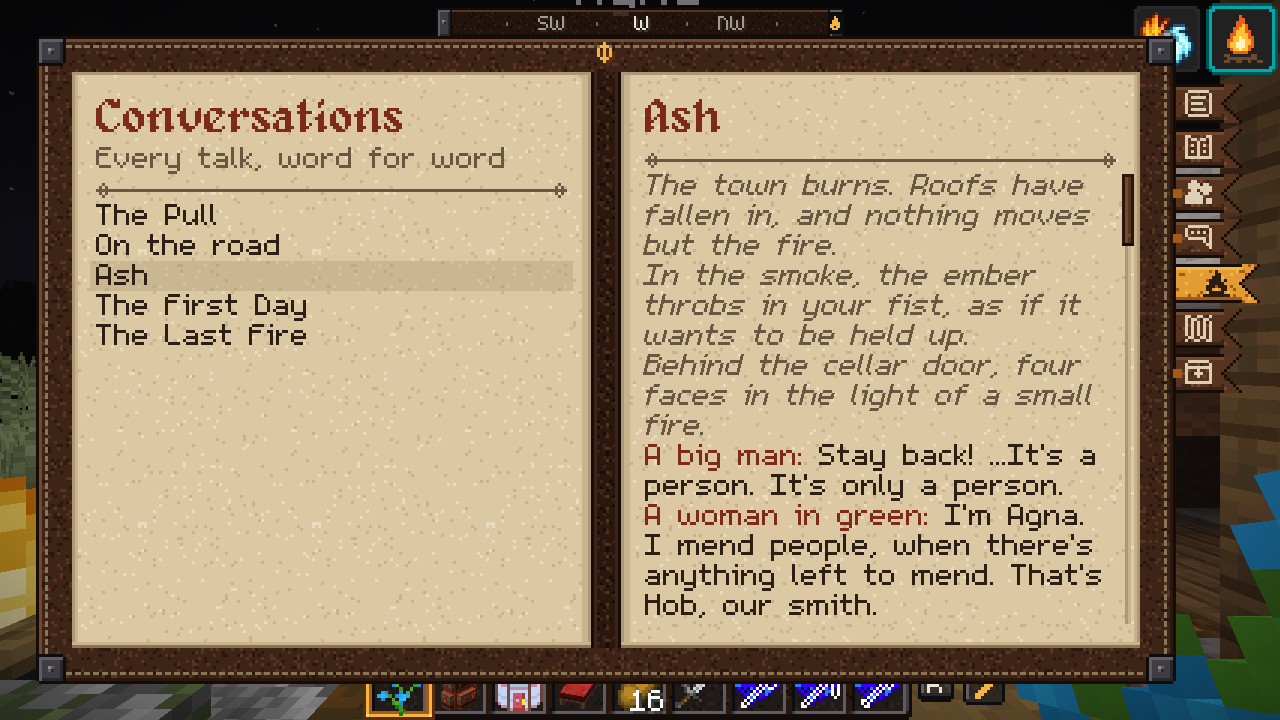 SW · W · NW
Conversations
Every talk, word for word
The Pull
On the road
Ash
The First Day
The Last Fire
Ash
The town burns. Roofs have
fallen in, and nothing moves
but the fire.
In the smoke, the ember
throbs in your fist, as if it
wants to be held up.
Behind the cellar door, four
faces in the light of a small
fire.
A big man: Stay back! ...It's a
person. It's only a person.
A woman in green: I'm Agna.
I mend people, when there's
anything left to mend. That's
Hob, our smith.
16